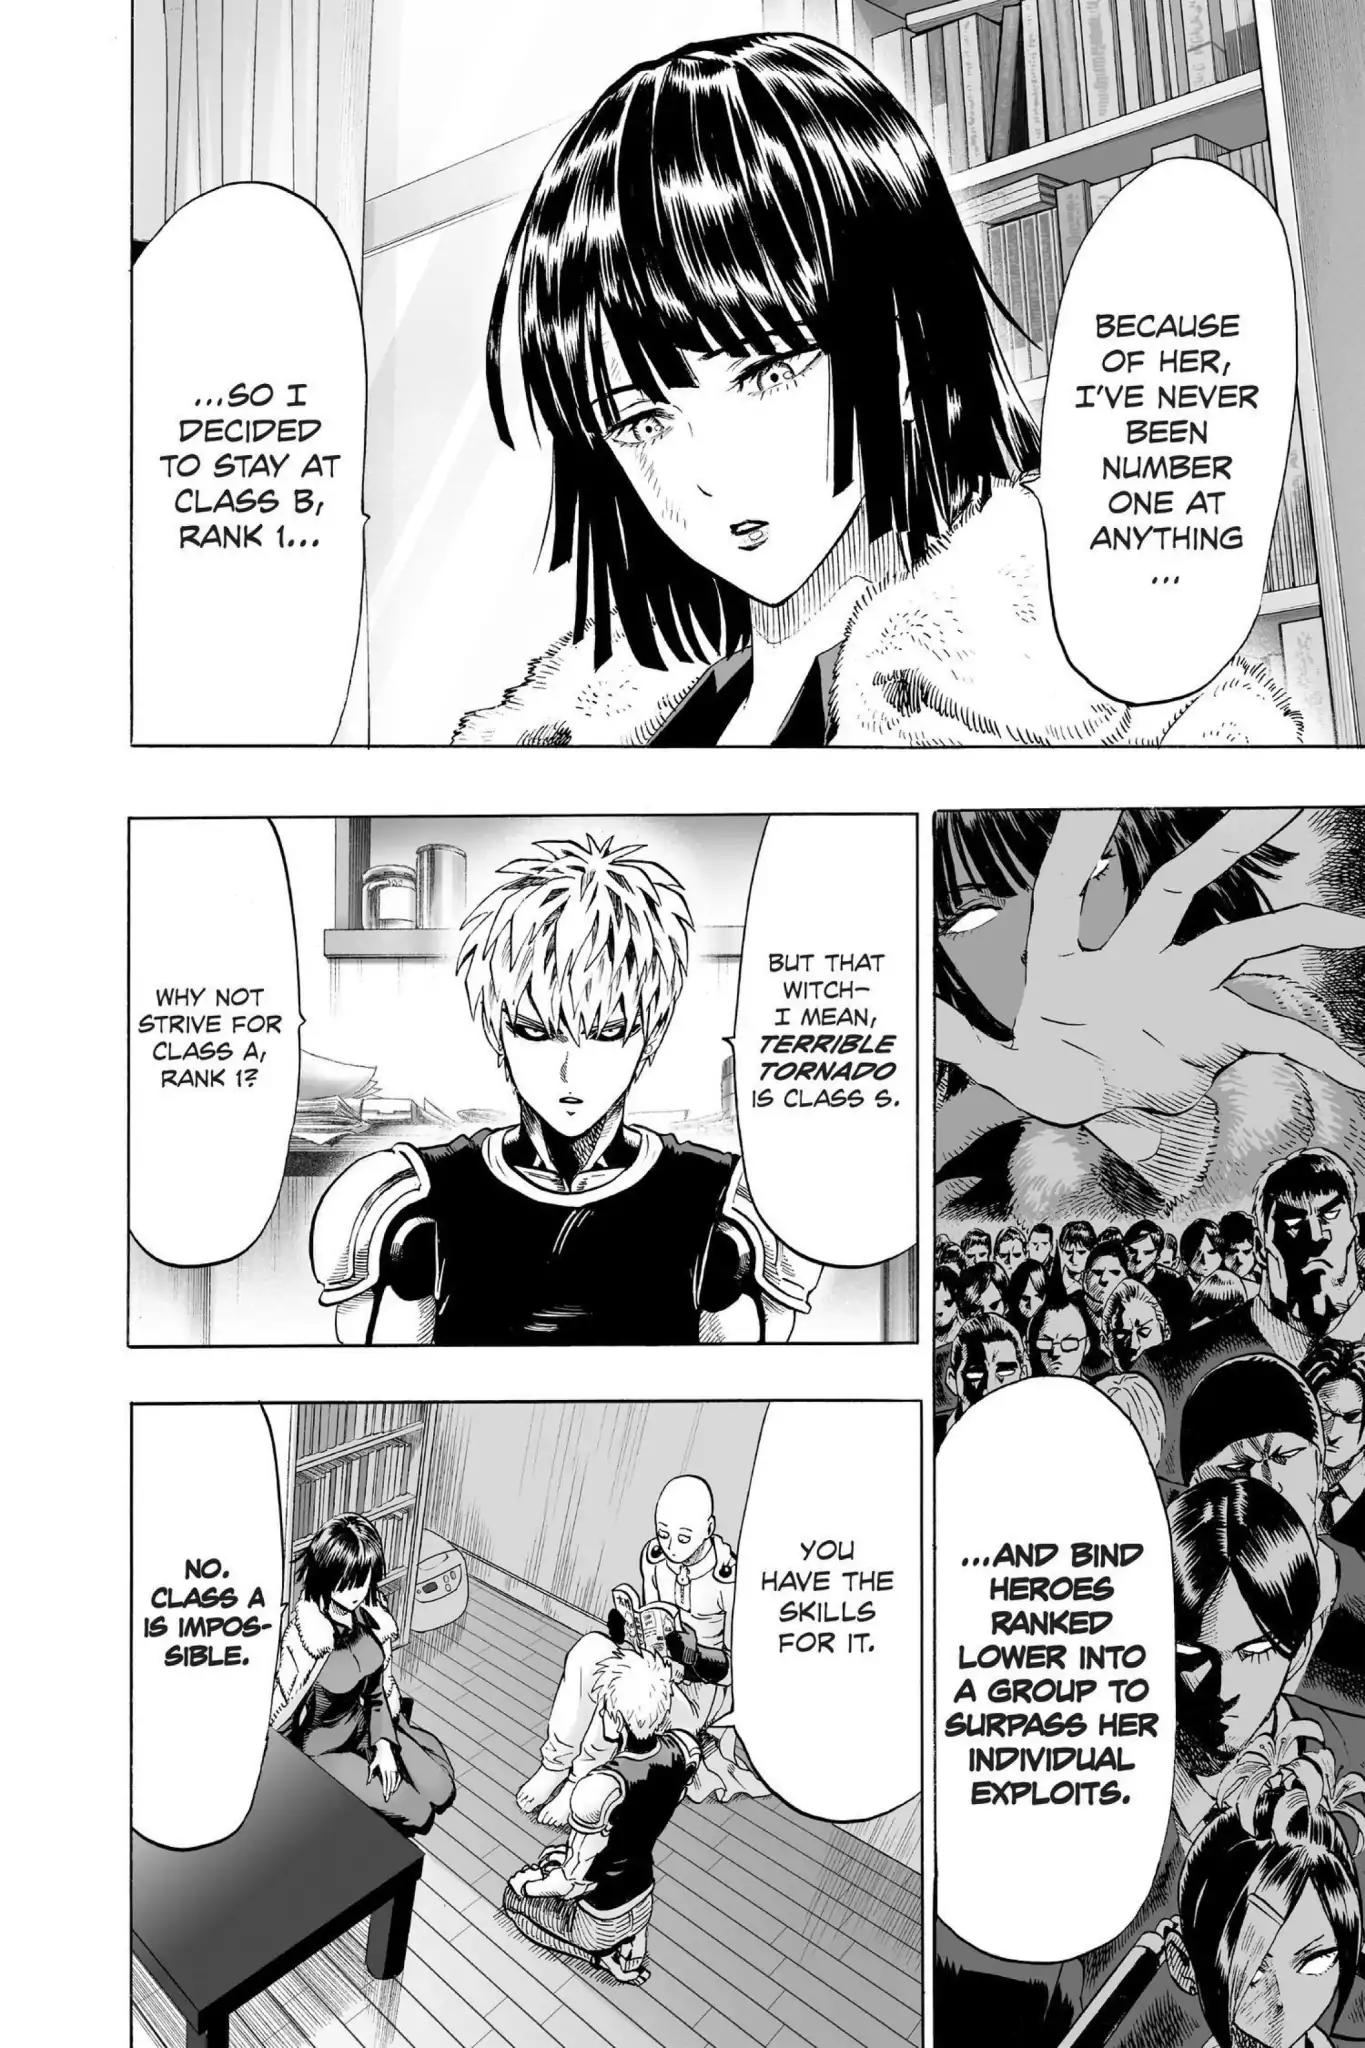 BECAUSE
OF HER,
I'VE NEVER
BEEN
NUMBER
ONE AT
ANYTHING
...
...SO I
DECIDED
TO STAY AT
CLASS B,
RANK 1...
...AND BIND
HEROES
RANKED
LOWER INTO
A GROUP TO
SURPASS HER
INDIVIDUAL
EXPLOITS.
BUT THAT
WITCH—
I MEAN,
TERRIBLE
TORNADO
IS CLASS S.
WHY NOT
STRIVE FOR
CLASS A,
RANK 1?
YOU
HAVE THE
SKILLS
FOR IT.
NO.
CLASS A
IS IMPOS-
SIBLE.